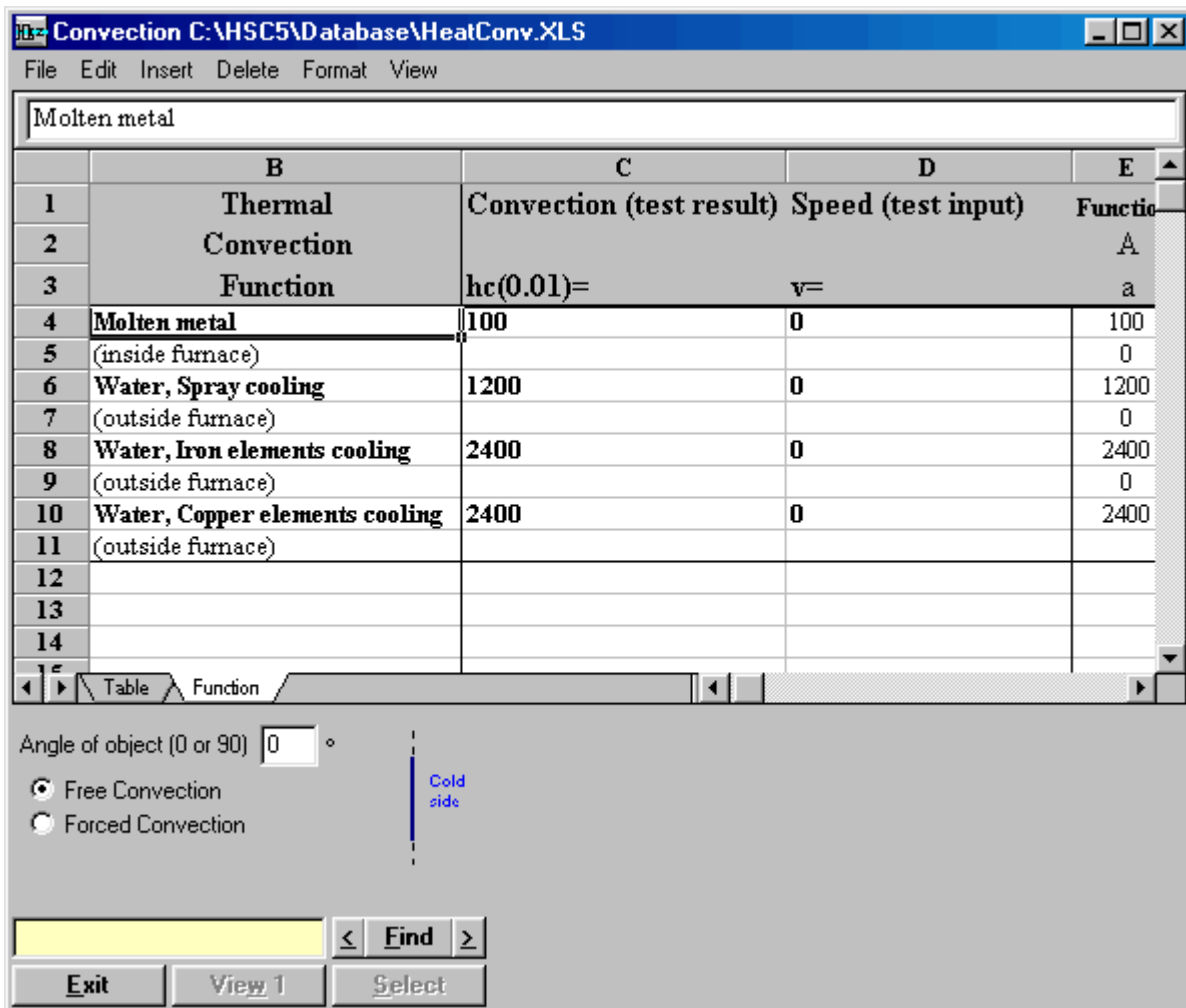 Convection C:\HSC5\Database\HeatConv.XLS
File Edit Insert Delete Format View
Molten metal
B C D E
1 Thermal Convection (test result) Speed (test input) Functio
2 Convection A
3 Function hc(0.01)= v= a
4 Molten metal 100 0 100
5 (inside furnace) 0
6 Water, Spray cooling 1200 0 1200
7 (outside furnace) 0
8 Water, Iron elements cooling 2400 0 2400
9 (outside furnace) 0
10 Water, Copper elements cooling 2400 0 2400
11 (outside furnace)
12
13
14
Table Function
Angle of object (0 or 90) 0 °
Free Convection
Forced Convection
Cold
side
< Find >
Exit View 1 Select